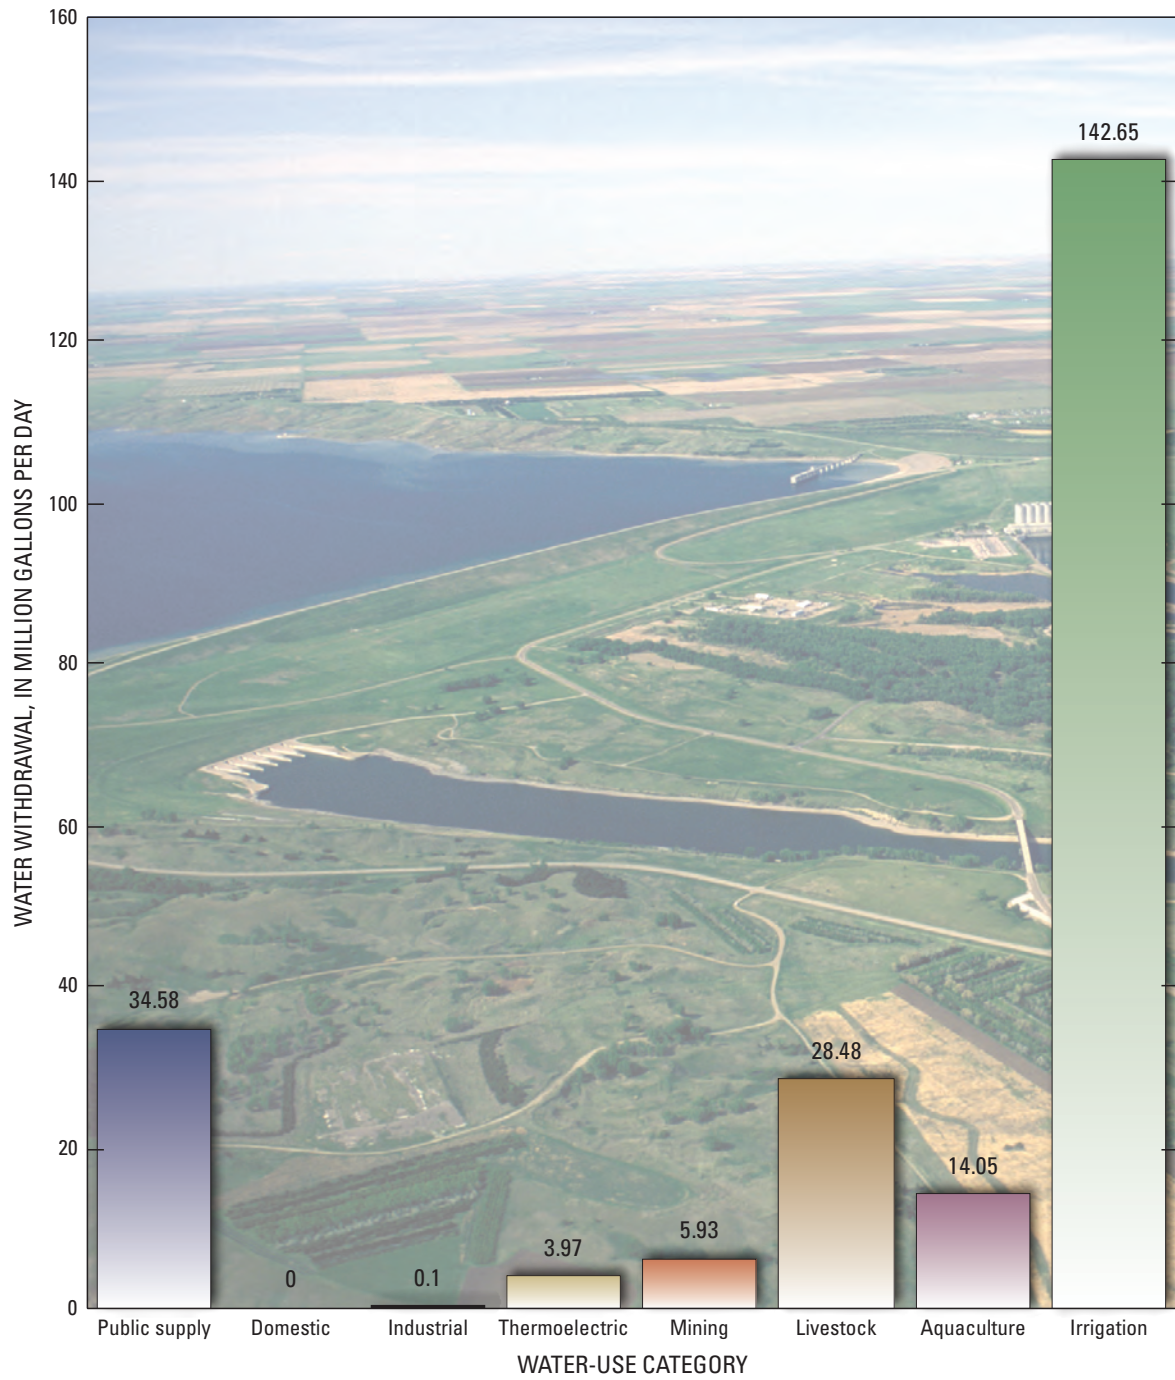 160
140
120
100
80
60
40
20
0
WATER WITHDRAWAL, IN MILLION GALLONS PER DAY
34.58
0
0.1
3.97
5.93
28.48
14.05
142.65
Public supply
Domestic
Industrial
Thermoelectric
Mining
Livestock
Aquaculture
Irrigation
WATER-USE CATEGORY